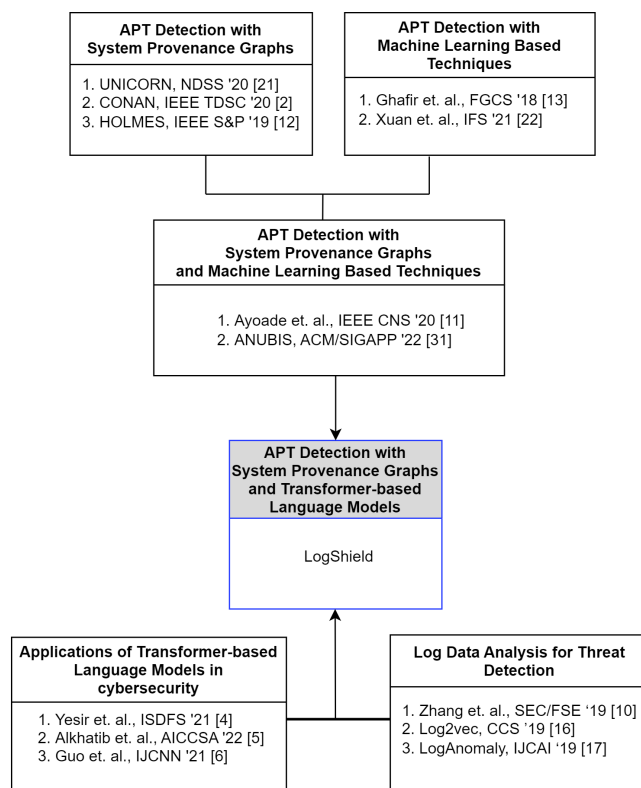 APT Detection with
System Provenance Graphs
1. UNICORN, NDSS '20 [21]
2. CONAN, IEEE TDSC '20 [2]
3. HOLMES, IEEE S&P '19 [12]
APT Detection with
Machine Learning Based
Techniques
1. Ghafir et. al., FGCS '18 [13]
2. Xuan et. al., IFS '21 [22]
APT Detection with
System Provenance Graphs
and Machine Learning Based Techniques
1. Ayoade et. al., IEEE CNS '20 [11]
2. ANUBIS, ACM/SIGAPP '22 [31]
APT Detection with
System Provenance Graphs
and Transformer-based
Language Models
LogShield
Applications of Transformer-based
Language Models in
cybersecurity
1. Yesir et. al., ISDFS '21 [4]
2. Alkhatib et. al., AICCSA '22 [5]
3. Guo et. al., IJCNN '21 [6]
Log Data Analysis for Threat
Detection
1. Zhang et. al., SEC/FSE ‘19 [10]
2. Log2vec, CCS ’19 [16]
3. LogAnomaly, IJCAI ‘19 [17]